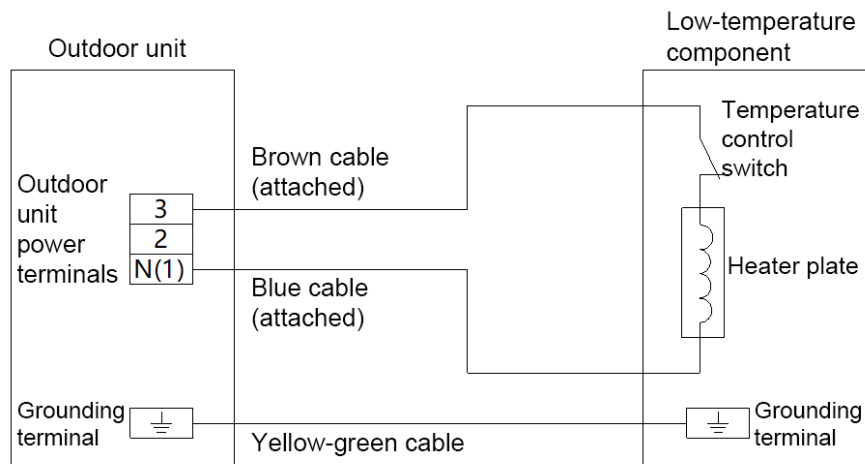 Outdoor unit
Low-temperature
component
Temperature
control
switch
Brown cable
(attached)
Outdoor
unit
power
terminals
3
2
N(1)
Heater plate
Blue cable
(attached)
Grounding
terminal
Yellow-green cable
Grounding
terminal